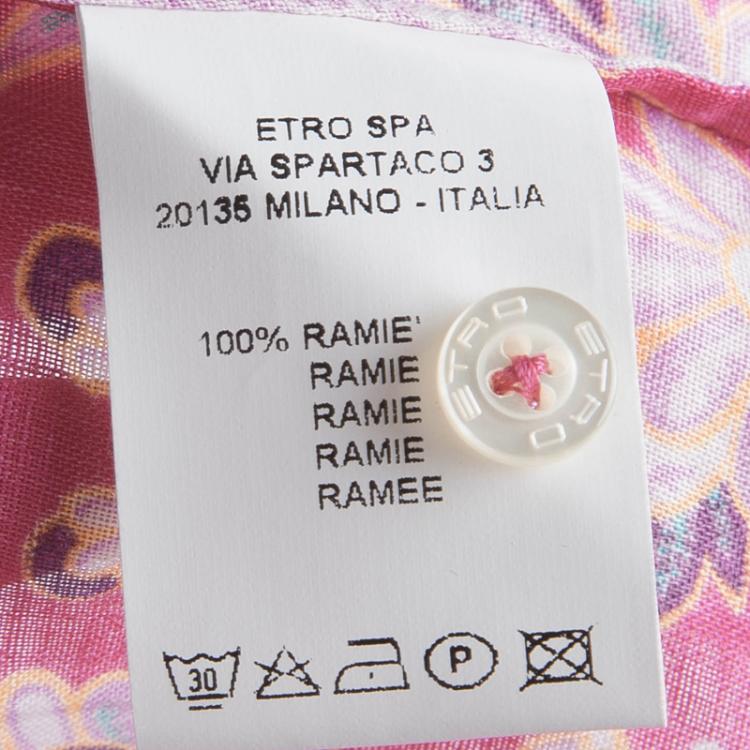 ETRO SPA
VIA SPARTACO 3
20135 MILANO - ITALIA
100% RAMIE'
RAMIE
RAMIE
RAMIE
RAMEE
ETRO ETRO
30
P